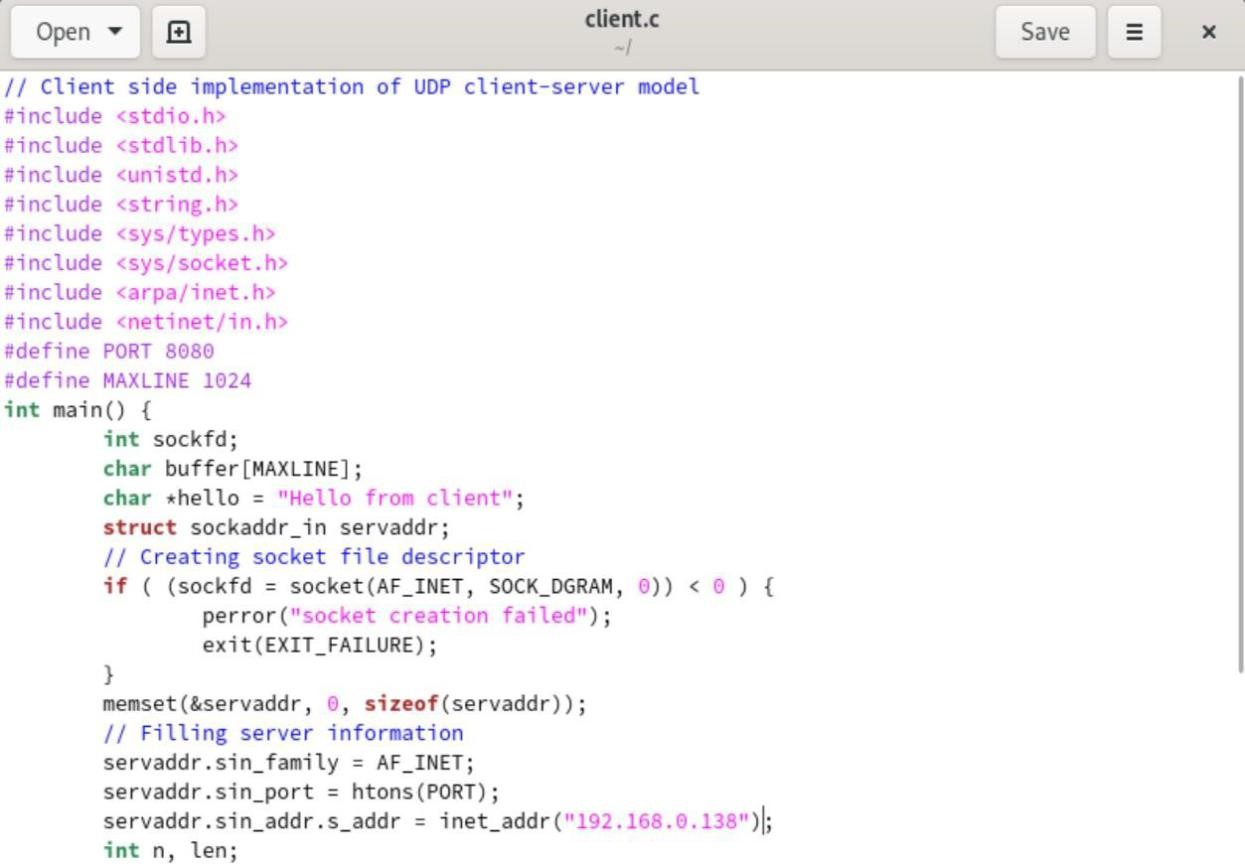 Open
client.c
~/
Save
// Client side implementation of UDP client-server model
#include <stdio.h>
#include <stdlib.h>
#include <unistd.h>
#include <string.h>
#include <sys/types.h>
#include <sys/socket.h>
#include <arpa/inet.h>
#include <netinet/in.h>
#define PORT 8080
#define MAXLINE 1024
int main() {
        int sockfd;
        char buffer[MAXLINE];
        char *hello = "Hello from client";
        struct sockaddr_in servaddr;
        // Creating socket file descriptor
        if ( (sockfd = socket(AF_INET, SOCK_DGRAM, 0)) < 0 ) {
                perror("socket creation failed");
                exit(EXIT_FAILURE);
        }
        memset(&servaddr, 0, sizeof(servaddr));
        // Filling server information
        servaddr.sin_family = AF_INET;
        servaddr.sin_port = htons(PORT);
        servaddr.sin_addr.s_addr = inet_addr("192.168.0.138");
        int n, len;